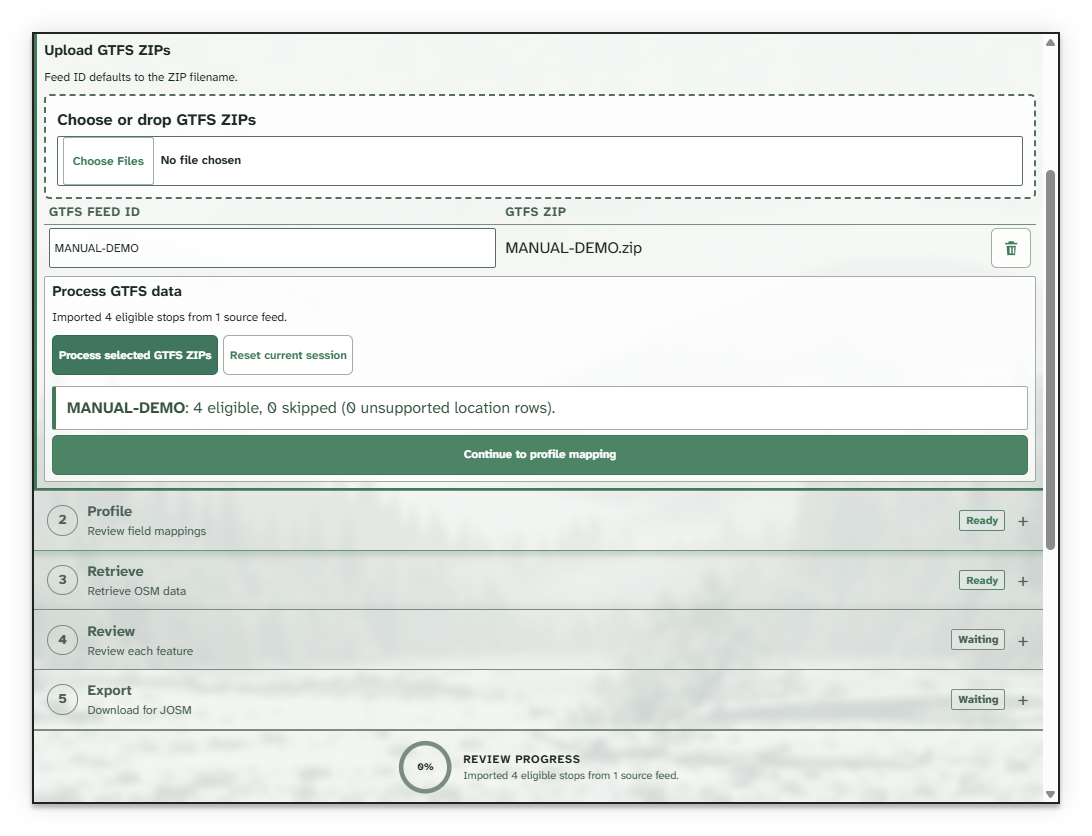 Upload GTFS ZIPs
Feed ID defaults to the ZIP filename.
Choose or drop GTFS ZIPs
Choose Files No file chosen
GTFS FEED ID GTFS ZIP
MANUAL-DEMO MANUAL-DEMO.zip
Process GTFS data
Imported 4 eligible stops from 1 source feed.
Process selected GTFS ZIPs Reset current session
MANUAL-DEMO: 4 eligible, 0 skipped (0 unsupported location rows).
Continue to profile mapping
2 Profile Ready +
Review field mappings
3 Retrieve Ready +
Retrieve OSM data
4 Review Waiting +
Review each feature
5 Export Waiting +
Download for JOSM
0% REVIEW PROGRESS
Imported 4 eligible stops from 1 source feed.